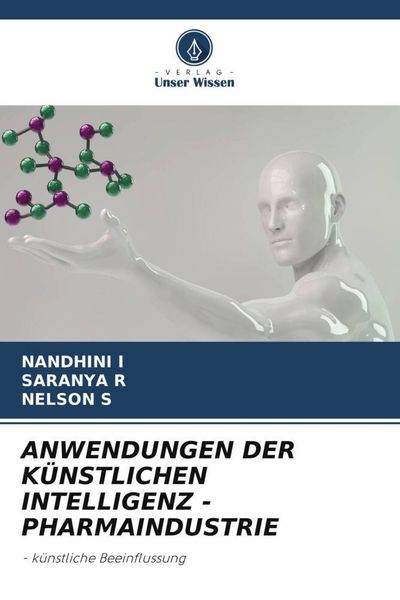 - VERLAG -
Unser Wissen
NANDHINI I
SARANYA R
NELSON S
ANWENDUNGEN DER
KÜNSTLICHEN
INTELLIGENZ -
PHARMAINDUSTRIE
- künstliche Beeinflussung